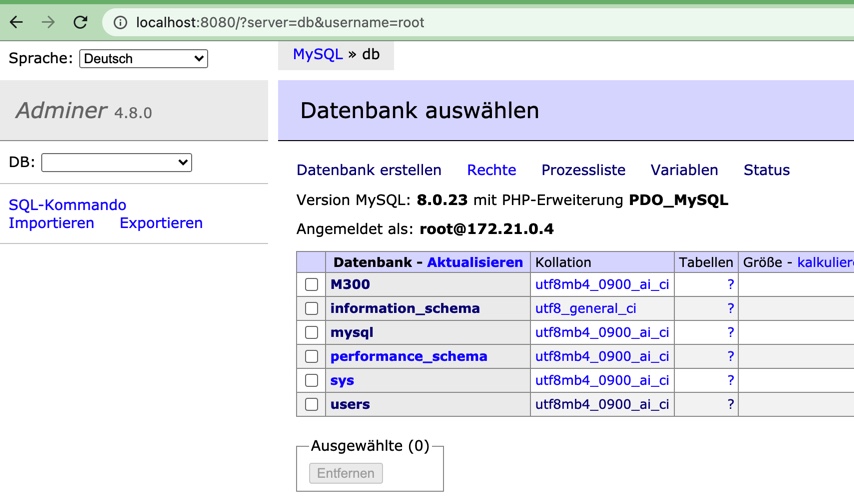 localhost:8080/?server=db&username=root
Sprache: Deutsch
MySQL » db
Adminer 4.8.0
Datenbank auswählen
DB:
SQL-Kommando
Importieren Exportieren
Datenbank erstellen Rechte Prozessliste Variablen Status
Version MySQL: 8.0.23 mit PHP-Erweiterung PDO_MySQL
Angemeldet als: root@172.21.0.4
Datenbank - Aktualisieren Kollation Tabellen Größe - kalkulier
M300 utf8mb4_0900_ai_ci ?
information_schema utf8_general_ci ?
mysql utf8mb4_0900_ai_ci ?
performance_schema utf8mb4_0900_ai_ci ?
sys utf8mb4_0900_ai_ci ?
users utf8mb4_0900_ai_ci ?
Ausgewählte (0)
Entfernen